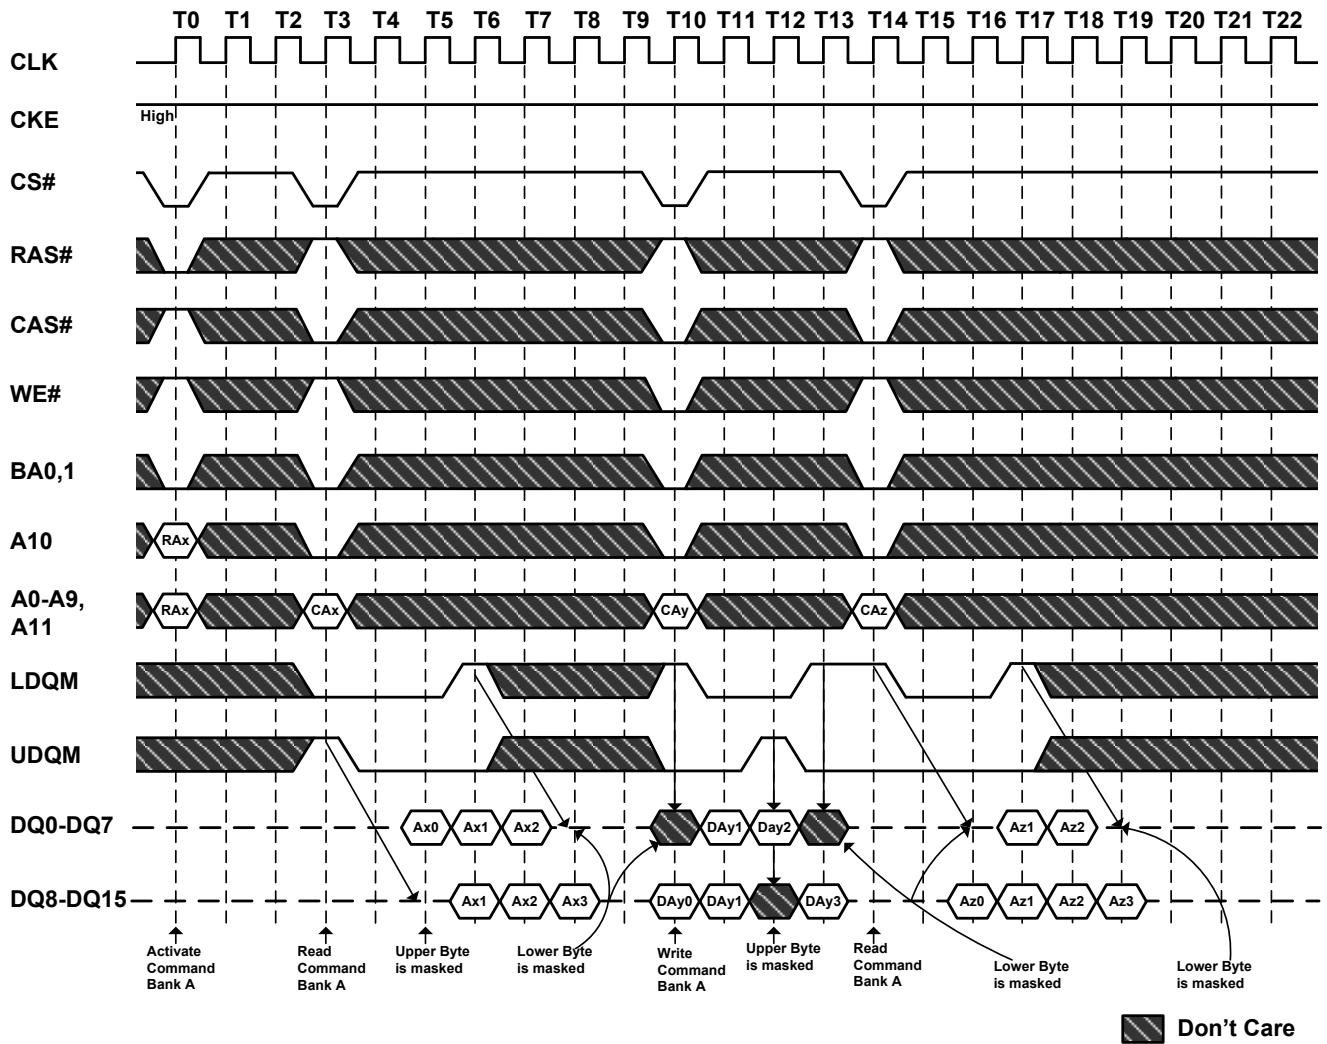 T0 T1 T2 T3 T4 T5 T6 T7 T8 T9 T10 T11 T12 T13 T14 T15 T16 T17 T18 T19 T20 T21 T22
CLK
CKE
High
CS#
RAS#
CAS#
WE#
BA0,1
A10
RAx
A0-A9,
A11
RAx CAx CAy CAz
LDQM
UDQM
DQ0-DQ7
Ax0 Ax1 Ax2 DAy1 Day2 Az1 Az2
DQ8-DQ15
Ax1 Ax2 Ax3 DAy0 DAy1 DAy3 Az0 Az1 Az2 Az3
Activate
Command
Bank A
Read
Command
Bank A
Upper Byte
is masked
Lower Byte
is masked
Write
Command
Bank A
Upper Byte
is masked
Read
Command
Bank A
Lower Byte
is masked
Lower Byte
is masked
Don't Care